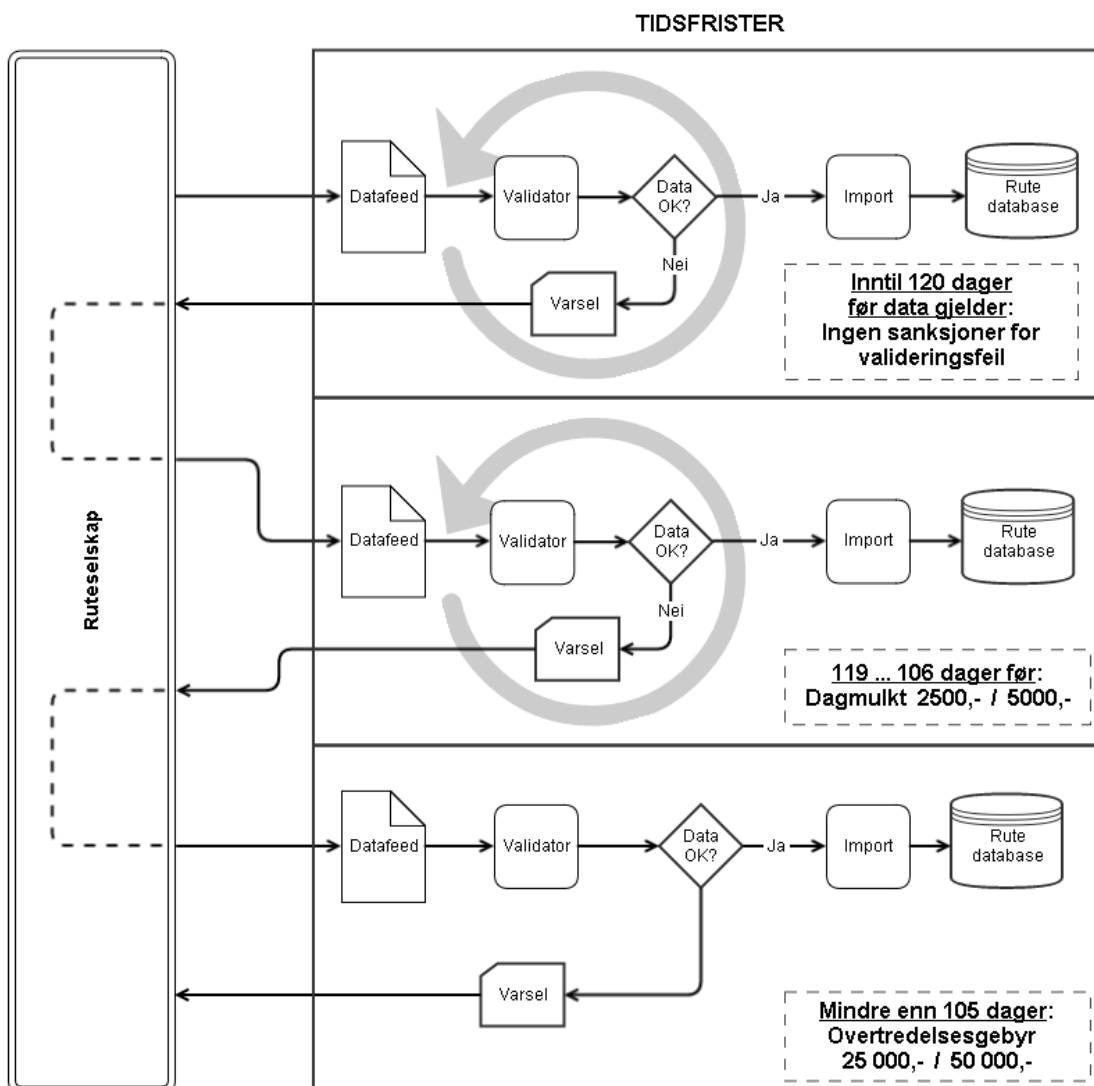 TIDSFRISTER
Ruteselskap
Datafeed
Validator
Data
OK?
Ja
Import
Rute
database
Nei
Varsel
Inntil 120 dager
før data gjelder:
Ingen sanksjoner for
valideringsfeil
Datafeed
Validator
Data
OK?
Ja
Import
Rute
database
Nei
Varsel
119 ... 106 dager før:
Dagmulkt 2500,- / 5000,-
Datafeed
Validator
Data
OK?
Ja
Import
Rute
database
Varsel
Mindre enn 105 dager:
Overtredelsesgebyr
25 000,- / 50 000,-